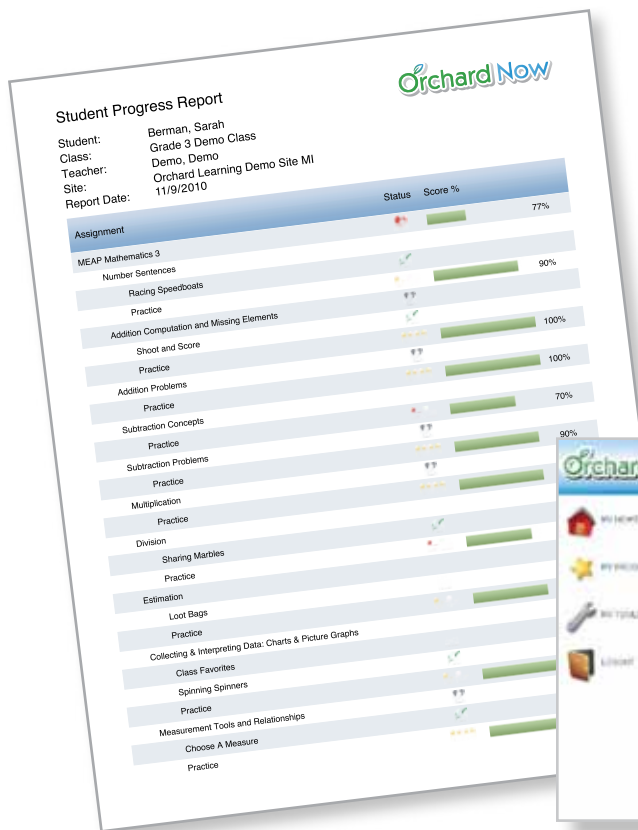 Orchard Now
Student Progress Report
Student: Berman, Sarah
Class: Grade 3 Demo Class
Teacher: Demo, Demo
Site: Orchard Learning Demo Site MI
Report Date: 11/9/2010
Assignment Status Score %
MEAP Mathematics 3 77%
Number Sentences
Racing Speedboats
Practice 90%
Addition Computation and Missing Elements
Shoot and Score
Practice 100%
Addition Problems
Practice 100%
Subtraction Concepts
Practice 70%
Subtraction Problems
Practice 90%
Multiplication
Practice
Division
Sharing Marbles
Practice
Estimation
Loot Bags
Practice
Collecting & Interpreting Data: Charts & Picture Graphs
Class Favorites
Spinning Spinners
Practice
Measurement Tools and Relationships
Choose A Measure
Practice
Orchar